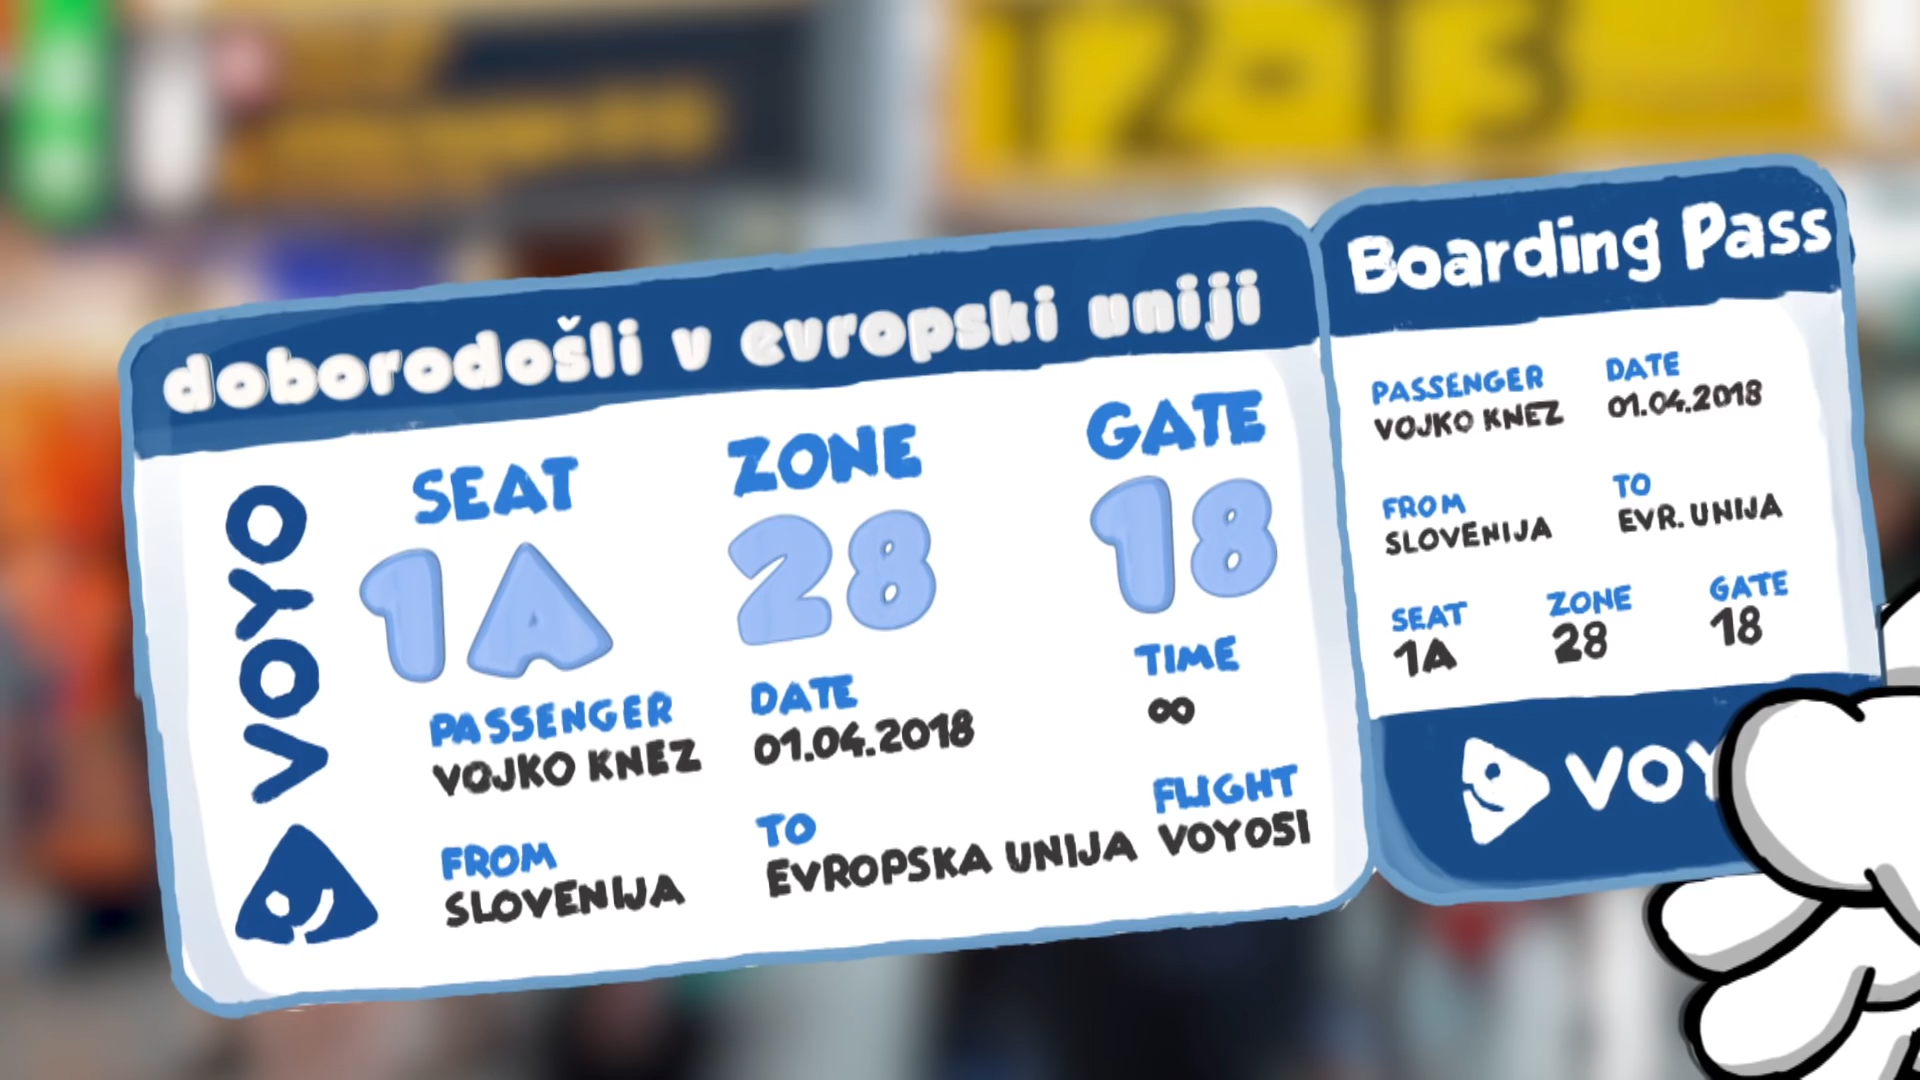 T2-T3
doborodošli v evropski uniji
VOYO
SEAT ZONE GATE
1A 28 18
PASSENGER DATE TIME
VOJKO KNEZ 01.04.2018 ∞
FROM TO FLIGHT
SLOVENIJA EVROPSKA UNIJA VOYO51
Boarding Pass
PASSENGER DATE
VOJKO KNEZ 01.04.2018
FROM TO
SLOVENIJA EVR. UNIJA
SEAT ZONE GATE
1A 28 18
VOY